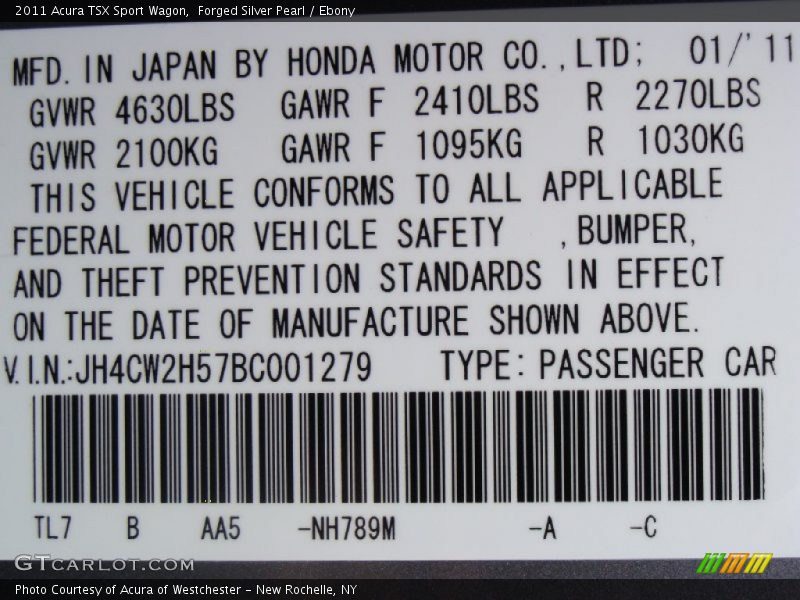 2011 Acura TSX Sport Wagon,  Forged Silver Pearl / Ebony
MFD. IN JAPAN BY HONDA MOTOR CO., LTD; 01/'11
GVWR 4630LBS GAWR F 2410LBS R 2270LBS
GVWR 2100KG GAWR F 1095KG R 1030KG
THIS VEHICLE CONFORMS TO ALL APPLICABLE
FEDERAL MOTOR VEHICLE SAFETY , BUMPER,
AND THEFT PREVENTION STANDARDS IN EFFECT
ON THE DATE OF MANUFACTURE SHOWN ABOVE.
V.I.N.:JH4CW2H57BC001279 TYPE: PASSENGER CAR
TL7 B AA5 -NH789M -A -C
GTCARLOT.COM
Photo Courtesy of Acura of Westchester - New Rochelle, NY